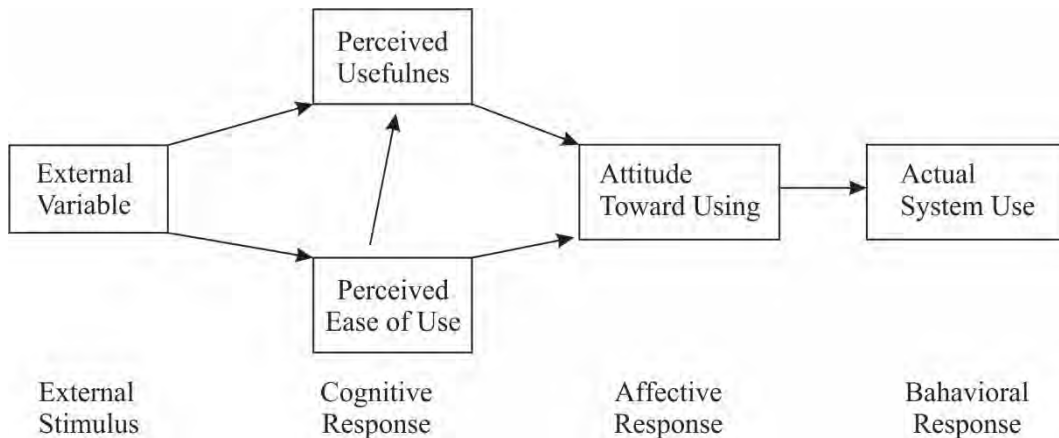 Perceived
Usefulnes
External
Variable
Attitude
Toward Using
Actual
System Use
Perceived
Ease of Use
External
Stimulus
Cognitive
Response
Affective
Response
Bahavioral
Response